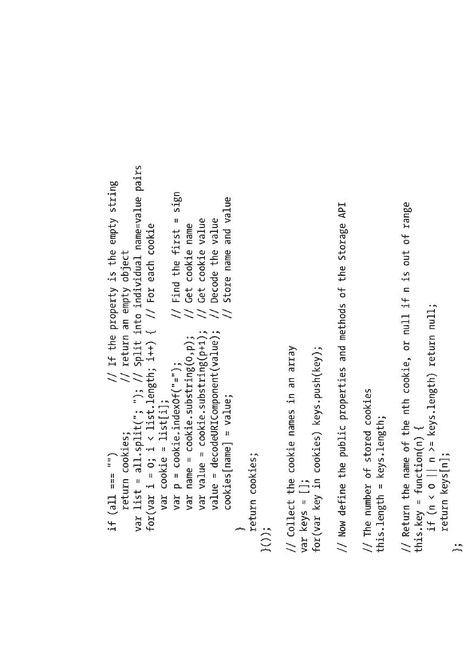 if (all === "")           // If the property is the empty string
    return cookies;       // return an empty object
var list = all.split("; "); // Split into individual name=value pairs
for(var i = 0; i < list.length; i++) {  // For each cookie
    var cookie = list[i];
    var p = cookie.indexOf("=");        // Find the first = sign
    var name = cookie.substring(0,p);   // Get cookie name
    var value = cookie.substring(p+1);  // Get cookie value
    value = decodeURIComponent(value);  // Decode the value
    cookies[name] = value;              // Store name and value
}
return cookies;
}());
// Collect the cookie names in an array
var keys = [];
for(var key in cookies) keys.push(key);
// Now define the public properties and methods of the Storage API
// The number of stored cookies
this.length = keys.length;
// Return the name of the nth cookie, or null if n is out of range
this.key = function(n) {
    if (n < 0 || n >= keys.length) return null;
    return keys[n];
};